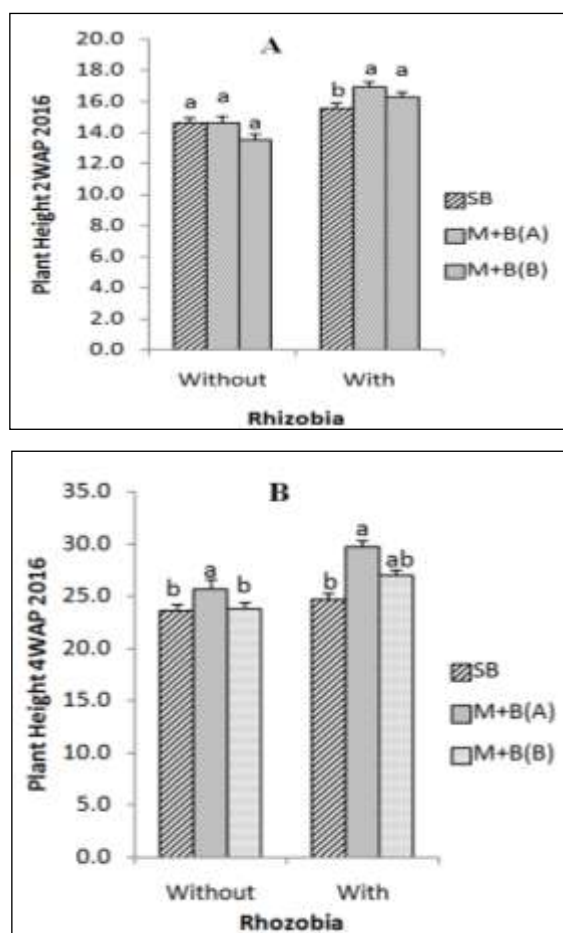 A
20.0
18.0
16.0
14.0
12.0
10.0
8.0
6.0
4.0
2.0
0.0
Plant Height 2WAP 2016
a a a
b a a
SB
M+B(A)
M+B(B)
Without With
Rhizobia
B
35.0
30.0
25.0
20.0
15.0
10.0
5.0
0.0
Plant Height 4WAP 2016
b a b
b a ab
SB
M+B(A)
M+B(B)
Without With
Rhozobia